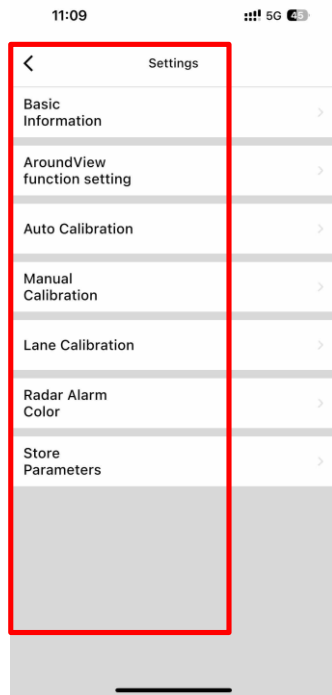 11:09 5G 45
Settings
Basic
Information
AroundView
function setting
Auto Calibration
Manual
Calibration
Lane Calibration
Radar Alarm
Color
Store
Parameters